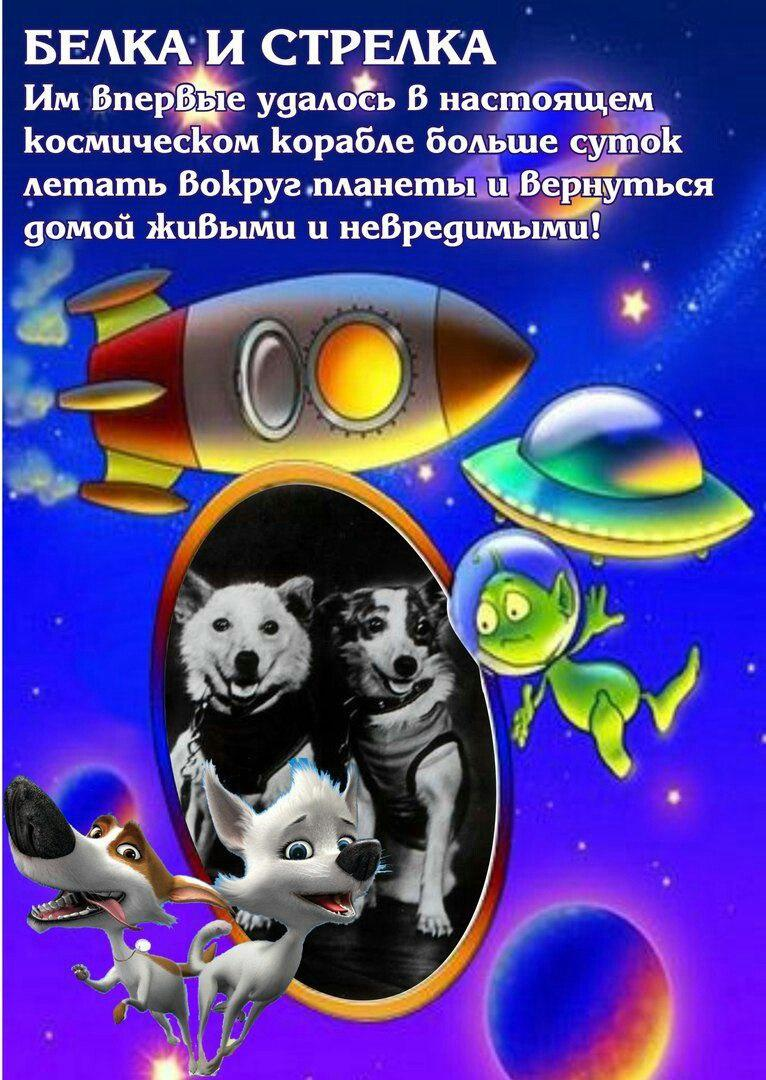 БЕЛКА И СТРЕЛКА
Им впервые удалось в настоящем
космическом корабле больше суток
летать вокруг планеты и вернуться
домой живыми и невредимыми!